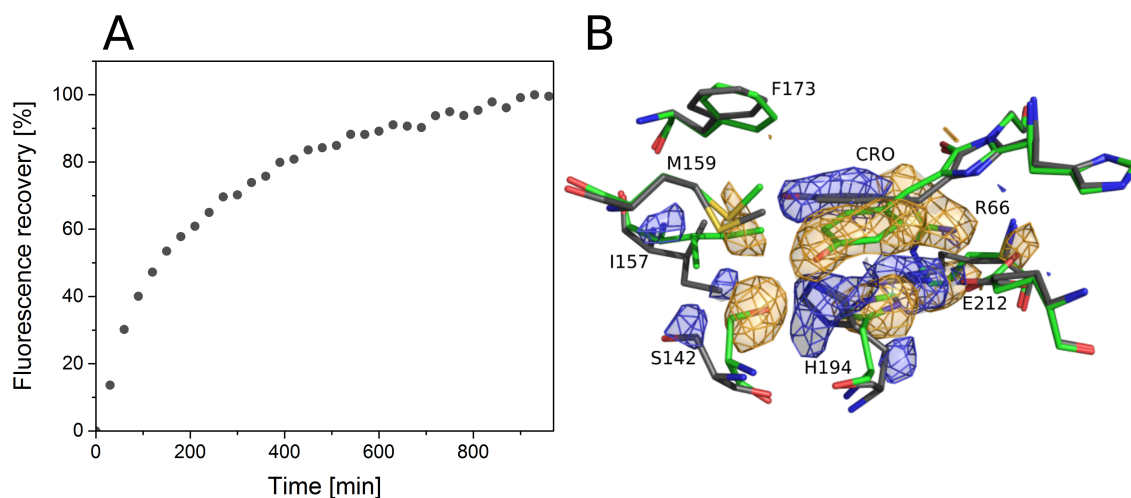 A
Fluorescence recovery [%]
100
80
60
40
20
0
0
200
400
600
800
Time [min]
B
F173
M159
CRO
R66
I157
E212
S142
H194